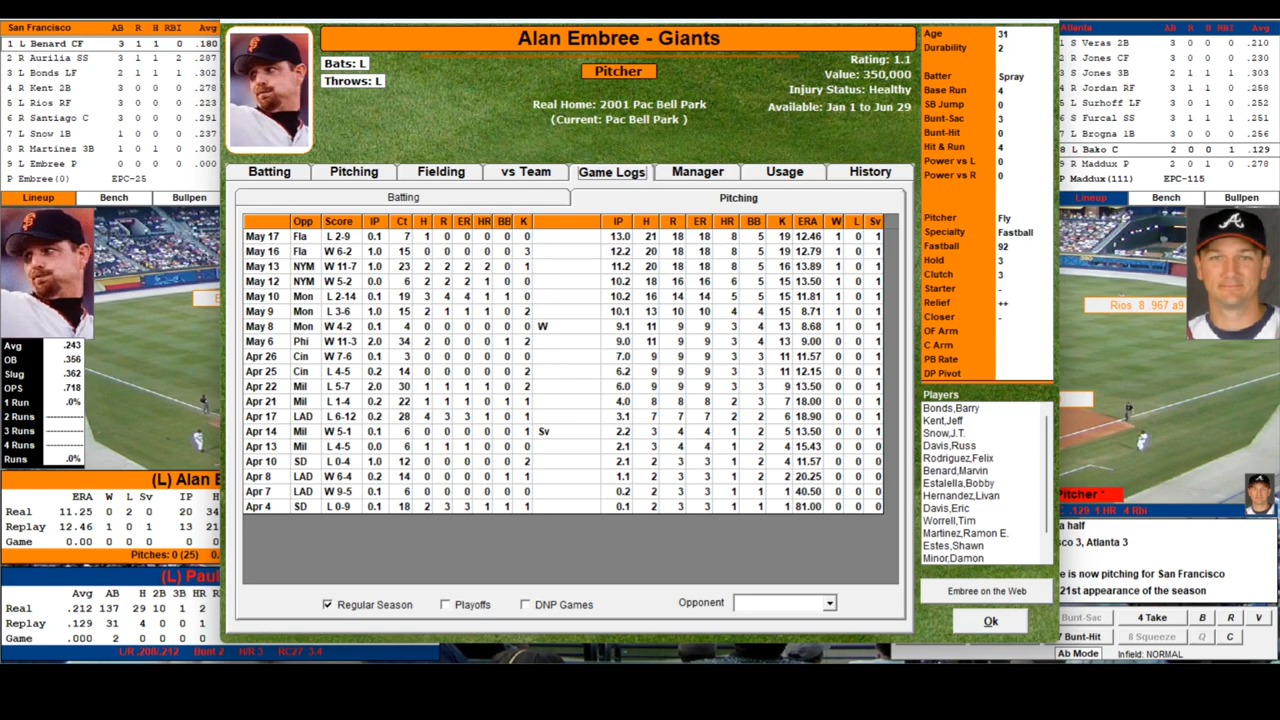 San Francisco AB R H RBI Avg
1 L Benard CF 3 1 1 0 .180
2 R Aurilia SS 3 1 1 2 .287
3 L Bonds LF 2 1 1 0 .302
4 R Kent 2B 3 0 0 0 .278
5 L Rios RF 3 0 0 0 .223
6 R Santiago C 3 0 0 0 .291
7 L Snow 1B 1 0 0 0 .237
8 R Martinez 3B 1 0 1 0 .300
9 L Embree P 0 0 0 0 .000
P Embree(0) EPC-25
Lineup Bench Bullpen
Avg .243
OB .356
Slug .362
OPS .718
1 Run .0%
2 Runs
3 Runs
4 Runs
Runs .0%
(L) Alan E
ERA W L Sv IP H
Real 11.25 0 2 0 20 34
Replay 12.46 1 0 1 13 21
Game 0.00 0 0 0 0
Pitches: 0 (25)
(L) Paul
Avg AB H 2B 3B HR
Real .212 137 29 10 1 2
Replay .129 31 4 0 0 1
Game .000 2 0 0 0 0
L/R .208/.212 Bunt 2 H/R 3 RC27 3.4
Alan Embree - Giants
Bats: L
Throws: L
Pitcher
Rating: 1.1
Value: 350,000
Injury Status: Healthy
Available: Jan 1 to Jun 29
Real Home: 2001 Pac Bell Park
(Current: Pac Bell Park )
Batting Pitching Fielding vs Team Game Logs Manager Usage History
Batting Pitching
Opp Score IP Ct H R ER HR BB K IP H R ER HR BB K ERA W L Sv
May 17 Fla L 2-9 0.1 7 1 0 0 0 0 0 13.0 21 18 18 8 5 19 12.46 1 0 1
May 16 Fla W 6-2 1.0 15 0 0 0 0 0 3 12.2 20 18 18 8 5 19 12.79 1 0 1
May 13 NYM W 11-7 1.0 23 2 2 2 2 0 1 11.2 20 18 18 8 5 16 13.89 1 0 1
May 12 NYM W 5-2 0.0 6 2 2 2 1 0 0 10.2 18 16 16 6 5 15 13.50 1 0 1
May 10 Mon L 2-14 0.1 19 3 4 4 1 1 0 10.2 16 14 14 5 5 15 11.81 1 0 1
May 9 Mon L 3-6 1.0 15 2 1 1 1 0 2 10.1 13 10 10 4 4 15 8.71 1 0 1
May 8 Mon W 4-2 0.1 4 0 0 0 0 0 0 W 9.1 11 9 9 3 4 13 8.68 1 0 1
May 6 Phi W 11-3 2.0 34 2 0 0 0 1 2 9.0 11 9 9 3 4 13 9.00 0 0 1
Apr 26 Cin W 7-6 0.1 3 0 0 0 0 0 0 7.0 9 9 9 3 3 11 11.57 0 0 1
Apr 25 Cin L 4-5 0.2 14 0 0 0 0 0 2 6.2 9 9 9 3 3 11 12.15 0 0 1
Apr 22 Mil L 5-7 2.0 30 1 1 1 1 0 2 6.0 9 9 9 3 3 9 13.50 0 0 1
Apr 21 Mil L 1-4 0.2 22 1 1 1 0 1 1 4.0 8 8 8 2 3 7 18.00 0 0 1
Apr 17 LAD L 6-12 0.2 28 4 3 3 1 0 1 3.1 7 7 7 2 2 6 18.90 0 0 1
Apr 14 Mil W 5-1 0.1 6 0 0 0 0 0 1 Sv 2.2 3 4 4 1 2 5 13.50 0 0 1
Apr 13 Mil L 4-5 0.0 6 1 1 1 0 0 0 2.1 3 4 4 1 2 4 15.43 0 0 0
Apr 10 SD L 0-4 1.0 12 0 0 0 0 0 2 2.1 2 3 3 1 2 4 11.57 0 0 0
Apr 8 LAD W 6-4 0.2 14 0 0 0 0 1 1 1.1 2 3 3 1 2 2 20.25 0 0 0
Apr 7 LAD W 9-5 0.1 6 0 0 0 0 0 0 0.2 2 3 3 1 1 1 40.50 0 0 0
Apr 4 SD L 0-9 0.1 18 2 3 3 1 1 1 0.1 2 3 3 1 1 1 81.00 0 0 0
Regular Season Playoffs DNP Games Opponent
Age 31
Durability 2
Batter Spray
Base Run 4
SB Jump 0
Bunt-Sac 3
Bunt-Hit 0
Hit & Run 4
Power vs L 0
Power vs R 0
Pitcher Fly
Specialty Fastball
Fastball 92
Hold 3
Clutch 3
Starter -
Relief ++
Closer -
OF Arm
C Arm
PB Rate
DP Pivot
Players
Bonds,Barry
Kent,Jeff
Snow,J.T.
Davis,Russ
Rodriguez,Felix
Benard,Marvin
Estalella,Bobby
Hernandez,Livan
Davis,Eric
Worrell,Tim
Martinez,Ramon E.
Estes,Shawn
Minor,Damon
Embree on the Web
Ok
Atlanta AB R H RBI Avg
1 S Veras 2B 3 0 0 0 .210
2 R Jones CF 3 0 0 0 .230
3 S Jones 3B 2 1 1 1 .303
4 R Jordan RF 3 0 0 0 .258
5 L Surhoff LF 3 0 0 0 .251
6 S Furcal SS 3 0 0 0 .251
7 L Brogna 1B 3 1 0 0 .256
8 L Bako C 2 0 0 1 .129
9 R Maddux P 2 0 2 0 .278
P Maddux(111) EPC-115
Lineup Bench Bullpen
Rios 8 967 a9
Pitcher *
.129 1 HR 4 Rbi
a half
co 3, Atlanta 3
e is now pitching for San Francisco
21st appearance of the season
Bunt-Sac 4 Take B R V
7 Bunt-Hit 8 Squeeze Q C
Ab Mode Infield: NORMAL